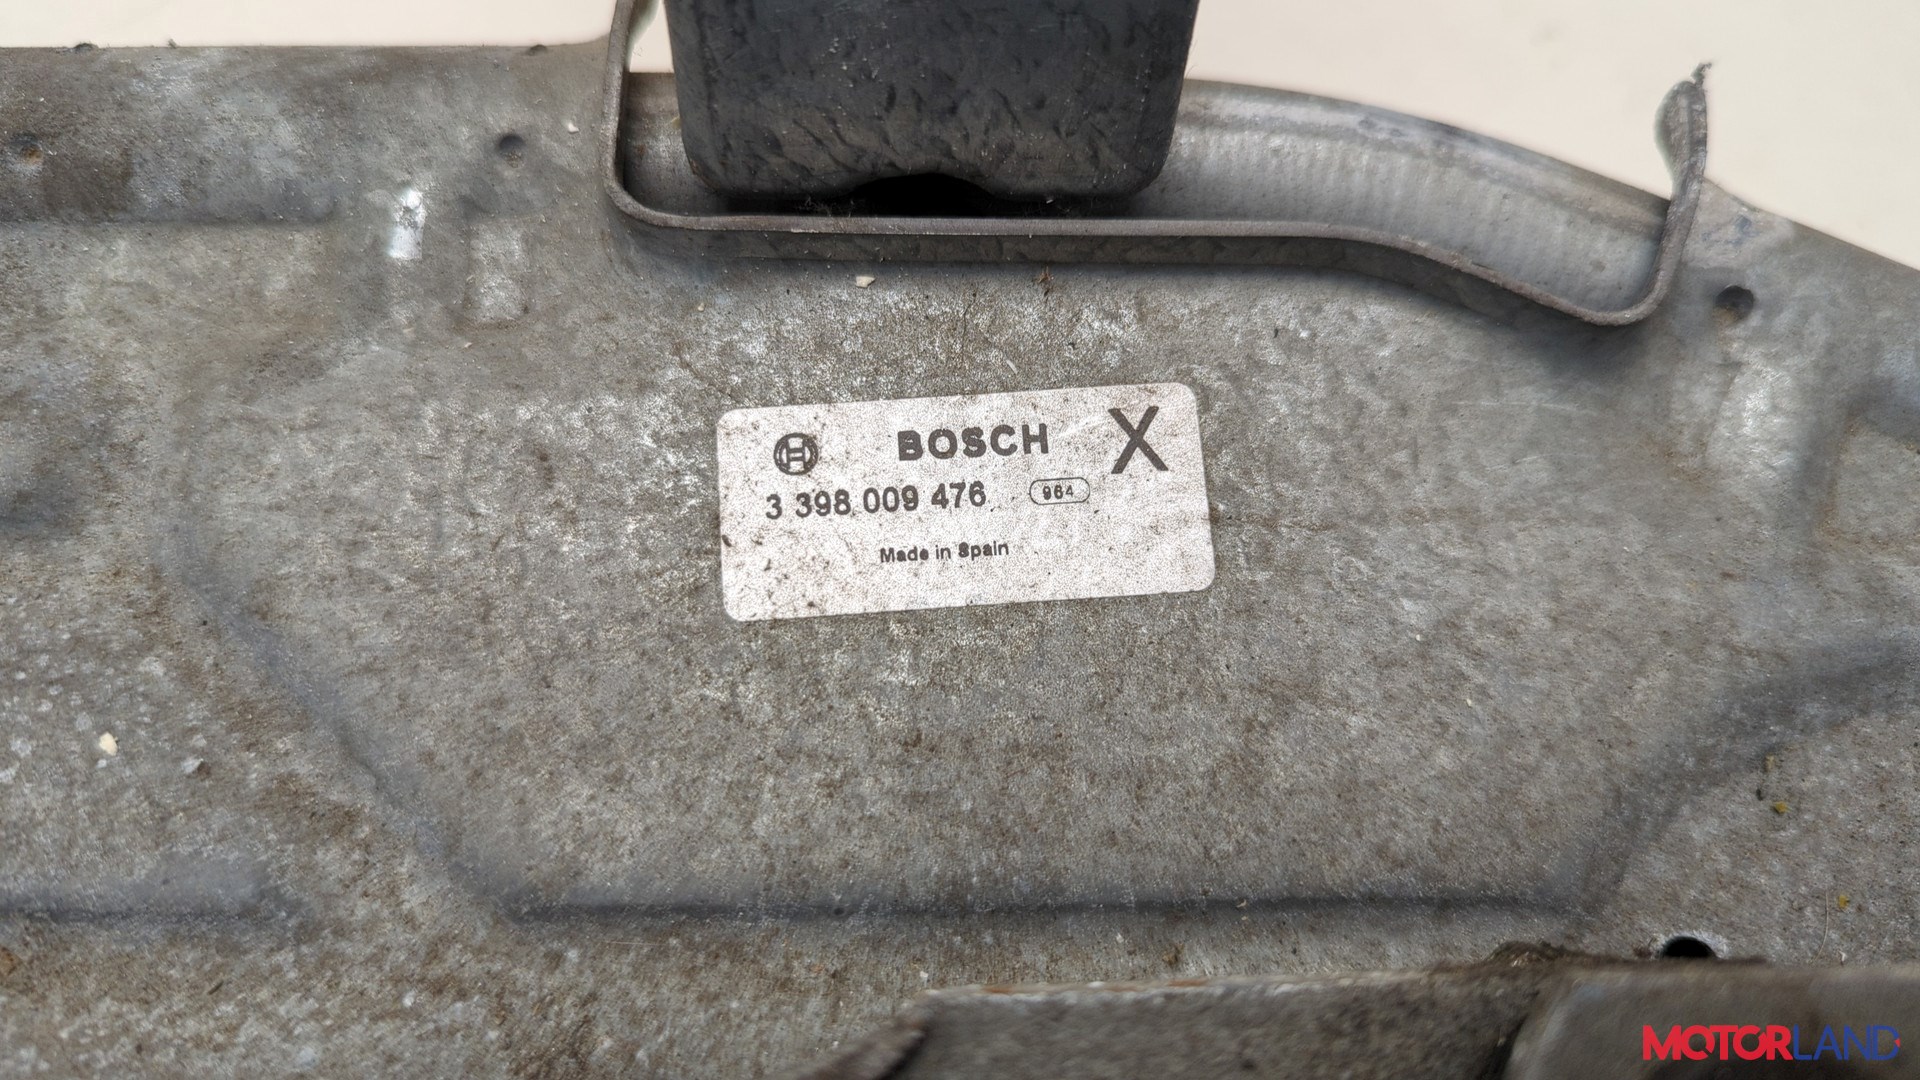 BOSCH X
3 398 009 476 964
Made in Spain
MOTORLAND